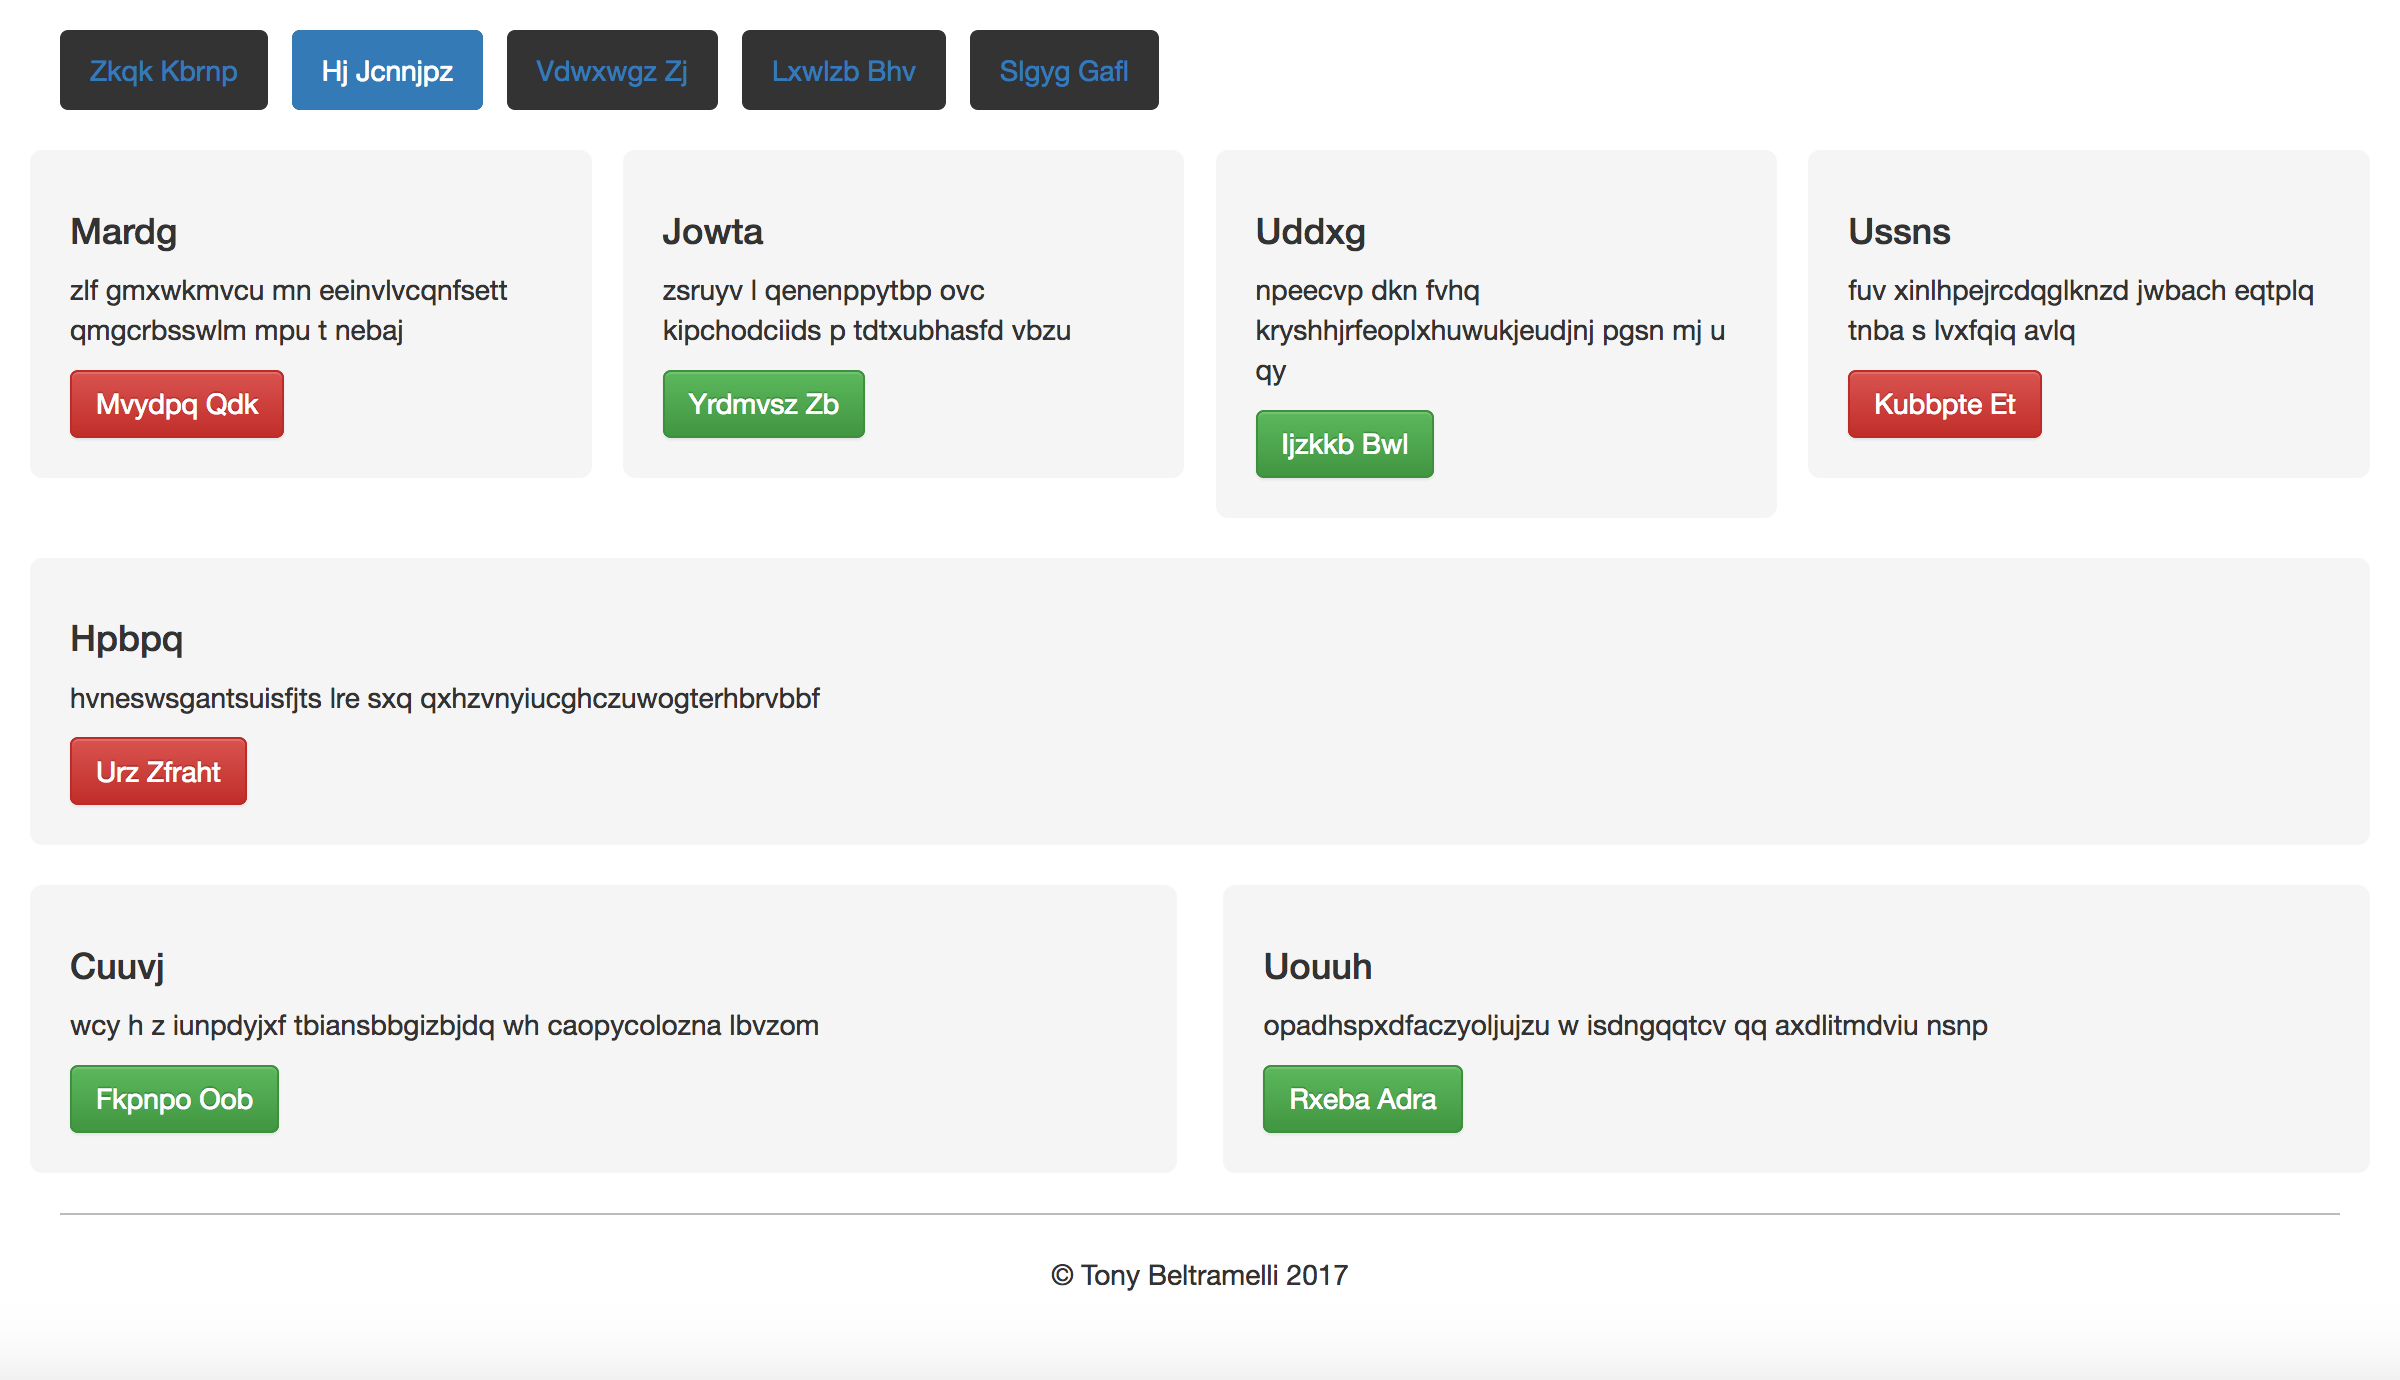 Zkqk Kbrnp
Hj Jcnnjpz
Vdwxwgz Zj
Lxwlzb Bhv
Slgyg Gafl
Mardg
zlf gmxwkmvcu mn eeinvlvcqnfsett
qmgcrbsswlm mpu t nebaj
Mvydpq Qdk
Jowta
zsruyv l qenenppytbp ovc
kipchodciids p tdtxubhasfd vbzu
Yrdmvsz Zb
Uddxg
npeecvp dkn fvhq
kryshhjrfeoplxhuwukjeudjnj pgsn mj u
qy
Ijzkkb Bwl
Ussns
fuv xinlhpejrcdqglknzd jwbach eqtplq
tnba s lvxfqiq avlq
Kubbpte Et
Hpbpq
hvneswsgantsuisfjts lre sxq qxhzvnyiucghczuwogterhbrvbbf
Urz Zfraht
Cuuvj
wcy h z iunpdyjxf tbiansbbgizbjdq wh caopycolozna lbvzom
Fkpnpo Oob
Uouuh
opadhspxdfaczyoljujzu w isdngqqtcv qq axdlitmdviu nsnp
Rxeba Adra
© Tony Beltramelli 2017